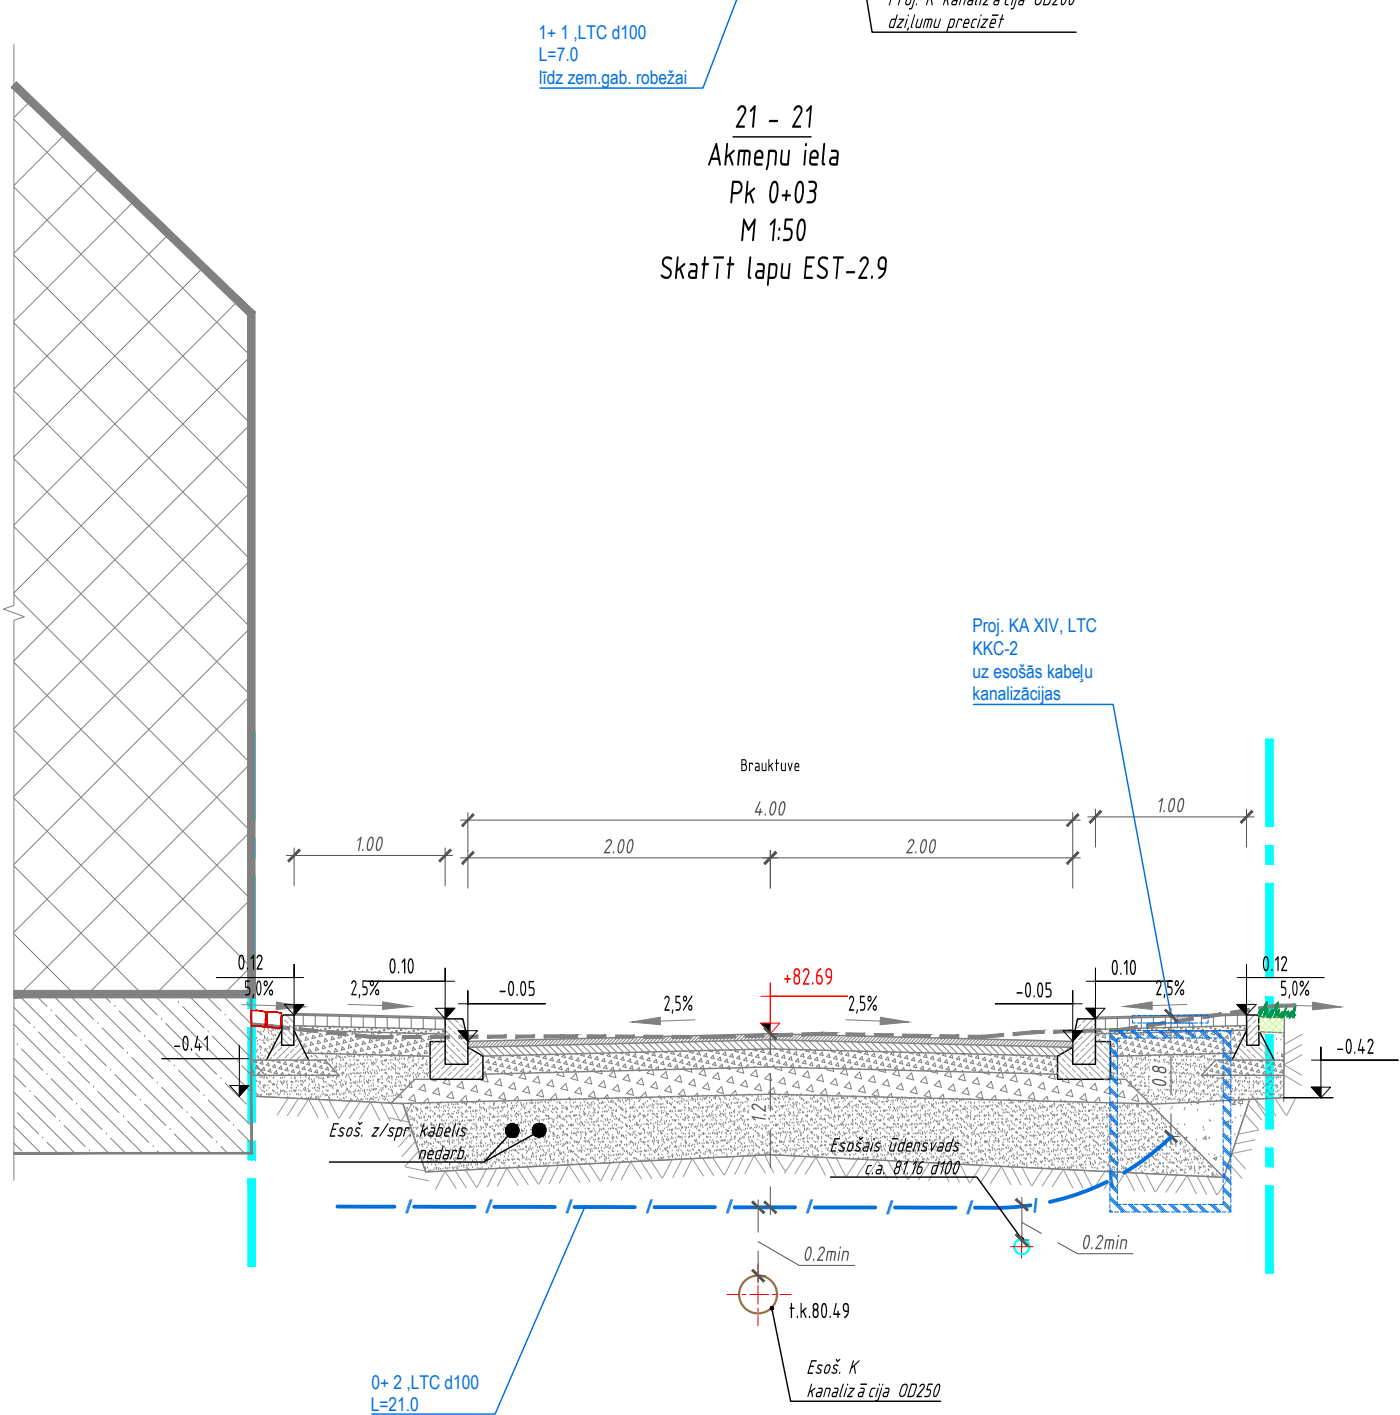 Proj. K kanalizācija OD200
dziļumu precizēt
1+ 1 ,LTC d100
L=7.0
līdz zem.gab. robežai
21 - 21
Akmeņu iela
Pk 0+03
M 1:50
Skatīt lapu EST-2.9
Proj. KA XIV, LTC
KKC-2
uz esošās kabeļu
kanalizācijas
Brauktuve
4.00
1.00
1.00
2.00
2.00
0.12
0.10
-0.05
+82.69
-0.05
0.10
0.12
5,0%
2,5%
2,5%
2,5%
2,5%
5,0%
-0.41
-0.42
0.8
1.2
Esoš. z/spr. kabelis
nedarb.
Esošais ūdensvads
c.a. 81.16 d100
0.2min
0.2min
t.k.80.49
Esoš. K
kanalizācija OD250
0+ 2 ,LTC d100
L=21.0